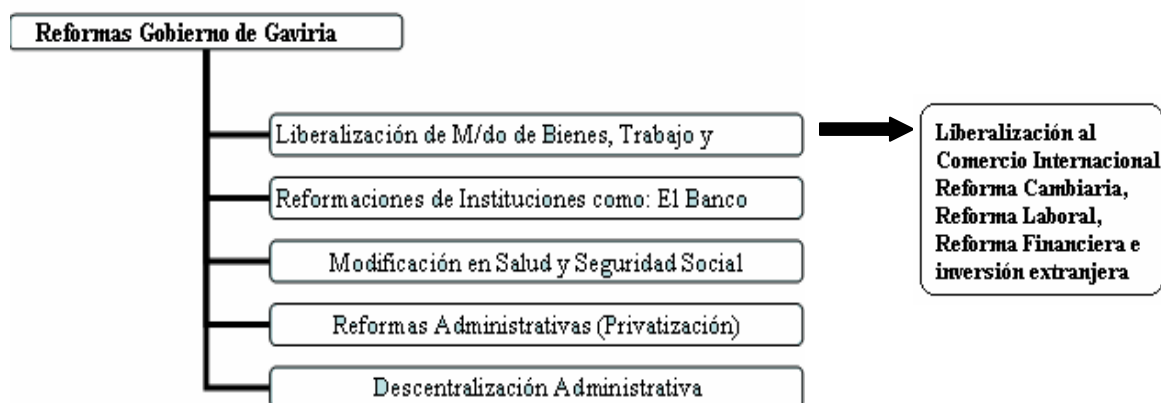 Reformas Gobierno de Gaviria
Liberalización de M/do de Bienes, Trabajo y
Reformaciones de Instituciones como: El Banco
Modificación en Salud y Seguridad Social
Reformas Administrativas (Privatización)
Descentralización Administrativa
Liberalización al
Comercio Internacional
Reforma Cambiaria,
Reforma Laboral,
Reforma Financiera e
inversión extranjera